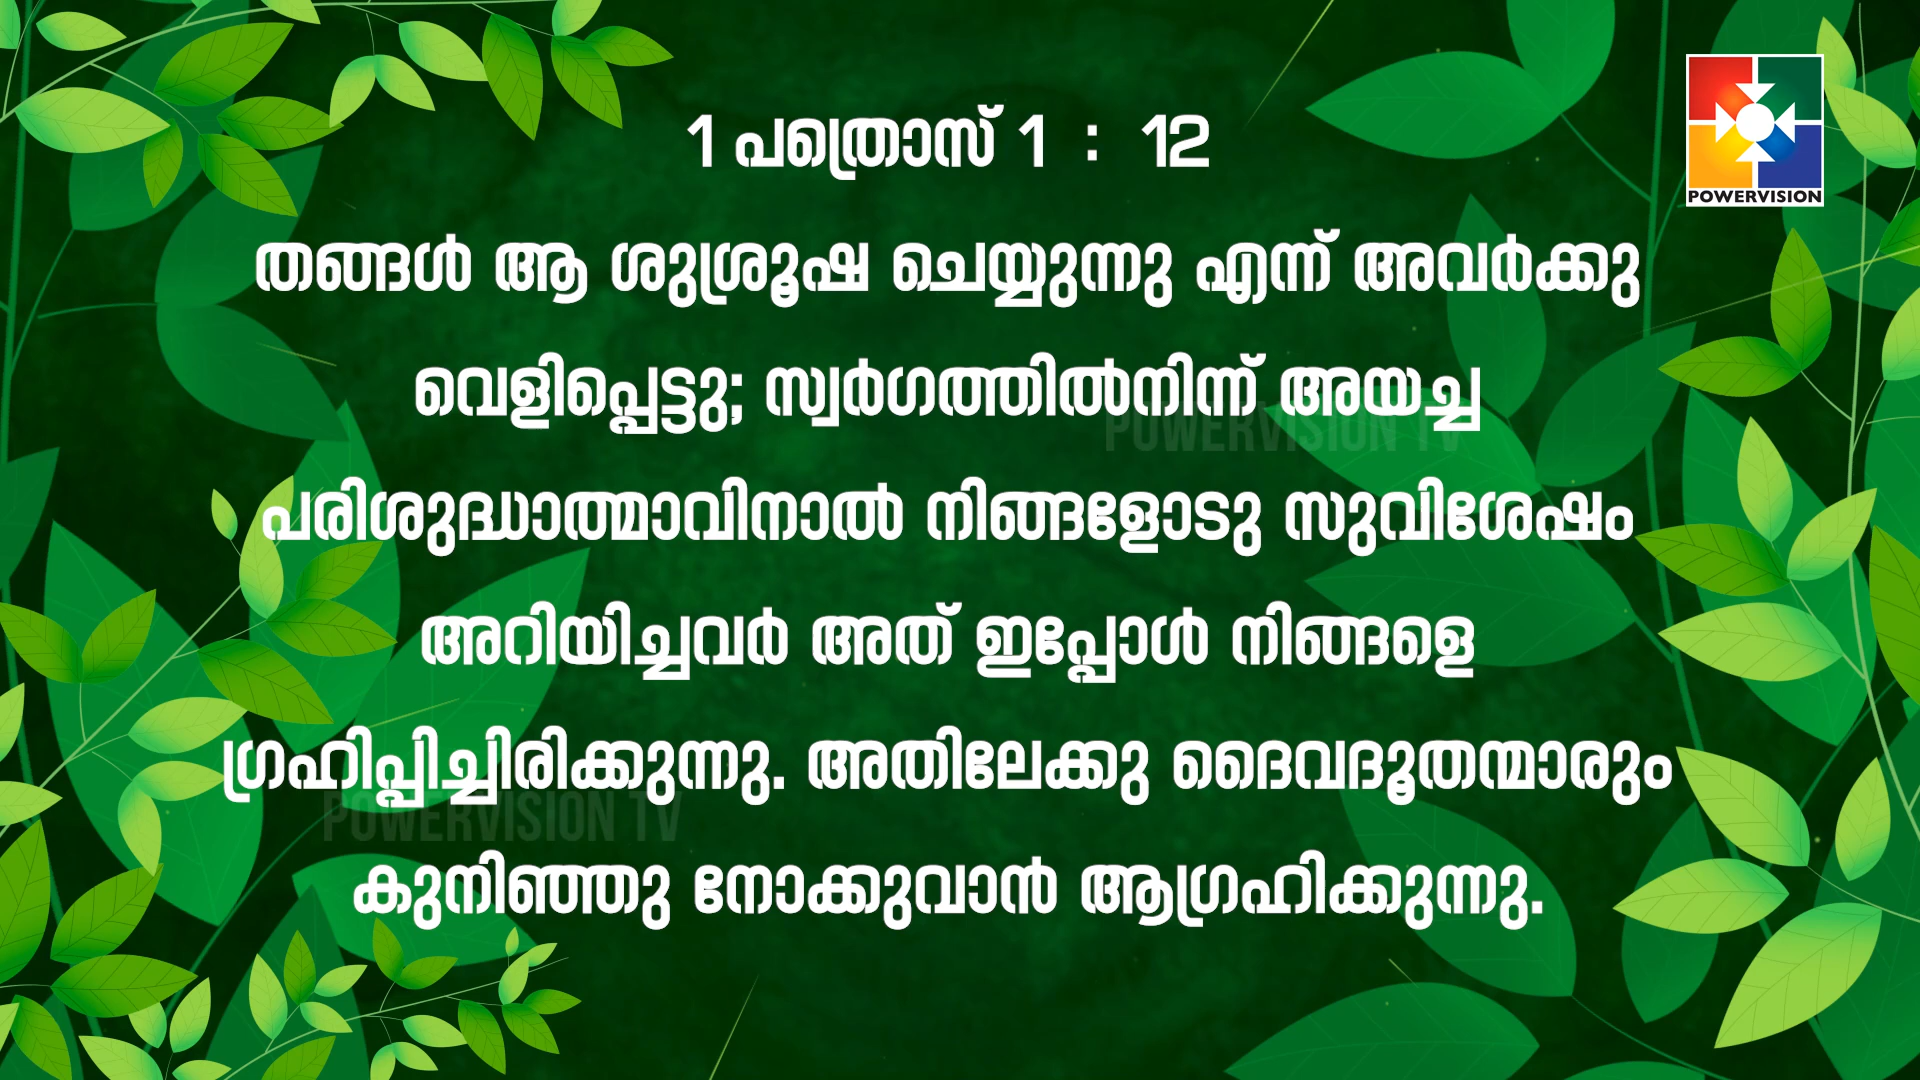 1 പത്രൊസ് 1 : 12
POWERVISION
തങ്ങൾ ആ ശുശ്രൂഷ ചെയ്യുന്നു എന്ന് അവർക്കു
വെളിപ്പെട്ടു; സ്വർഗത്തിൽനിന്ന് അയച്ച
POWERVISION TV
പരിശുദ്ധാത്മാവിനാൽ നിങ്ങളോടു സുവിശേഷം
അറിയിച്ചവർ അത് ഇപ്പോൾ നിങ്ങളെ
ഗ്രഹിപ്പിച്ചിരിക്കുന്നു. അതിലേക്കു ദൈവദൂതന്മാരും
POWERVISION TV
കുനിഞ്ഞു നോക്കുവാൻ ആഗ്രഹിക്കുന്നു.